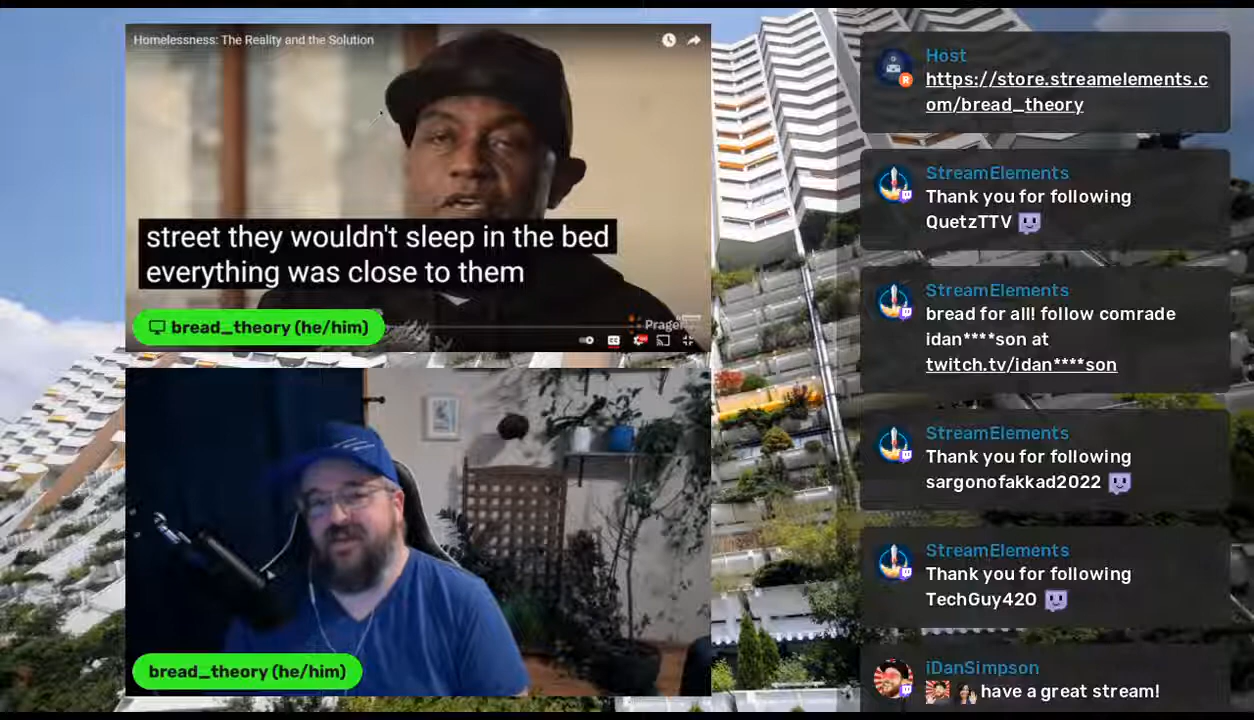 Homelessness: The Reality and the Solution
street they wouldn't sleep in the bed
everything was close to them
bread_theory (he/him)
Prager
bread_theory (he/him)
Host
https://store.streamelements.c
om/bread_theory
StreamElements
Thank you for following
QuetzTTV
StreamElements
bread for all! follow comrade
idan****son at
twitch.tv/idan****son
StreamElements
Thank you for following
sargonofakkad2022
StreamElements
Thank you for following
TechGuy420
iDanSimpson
have a great stream!